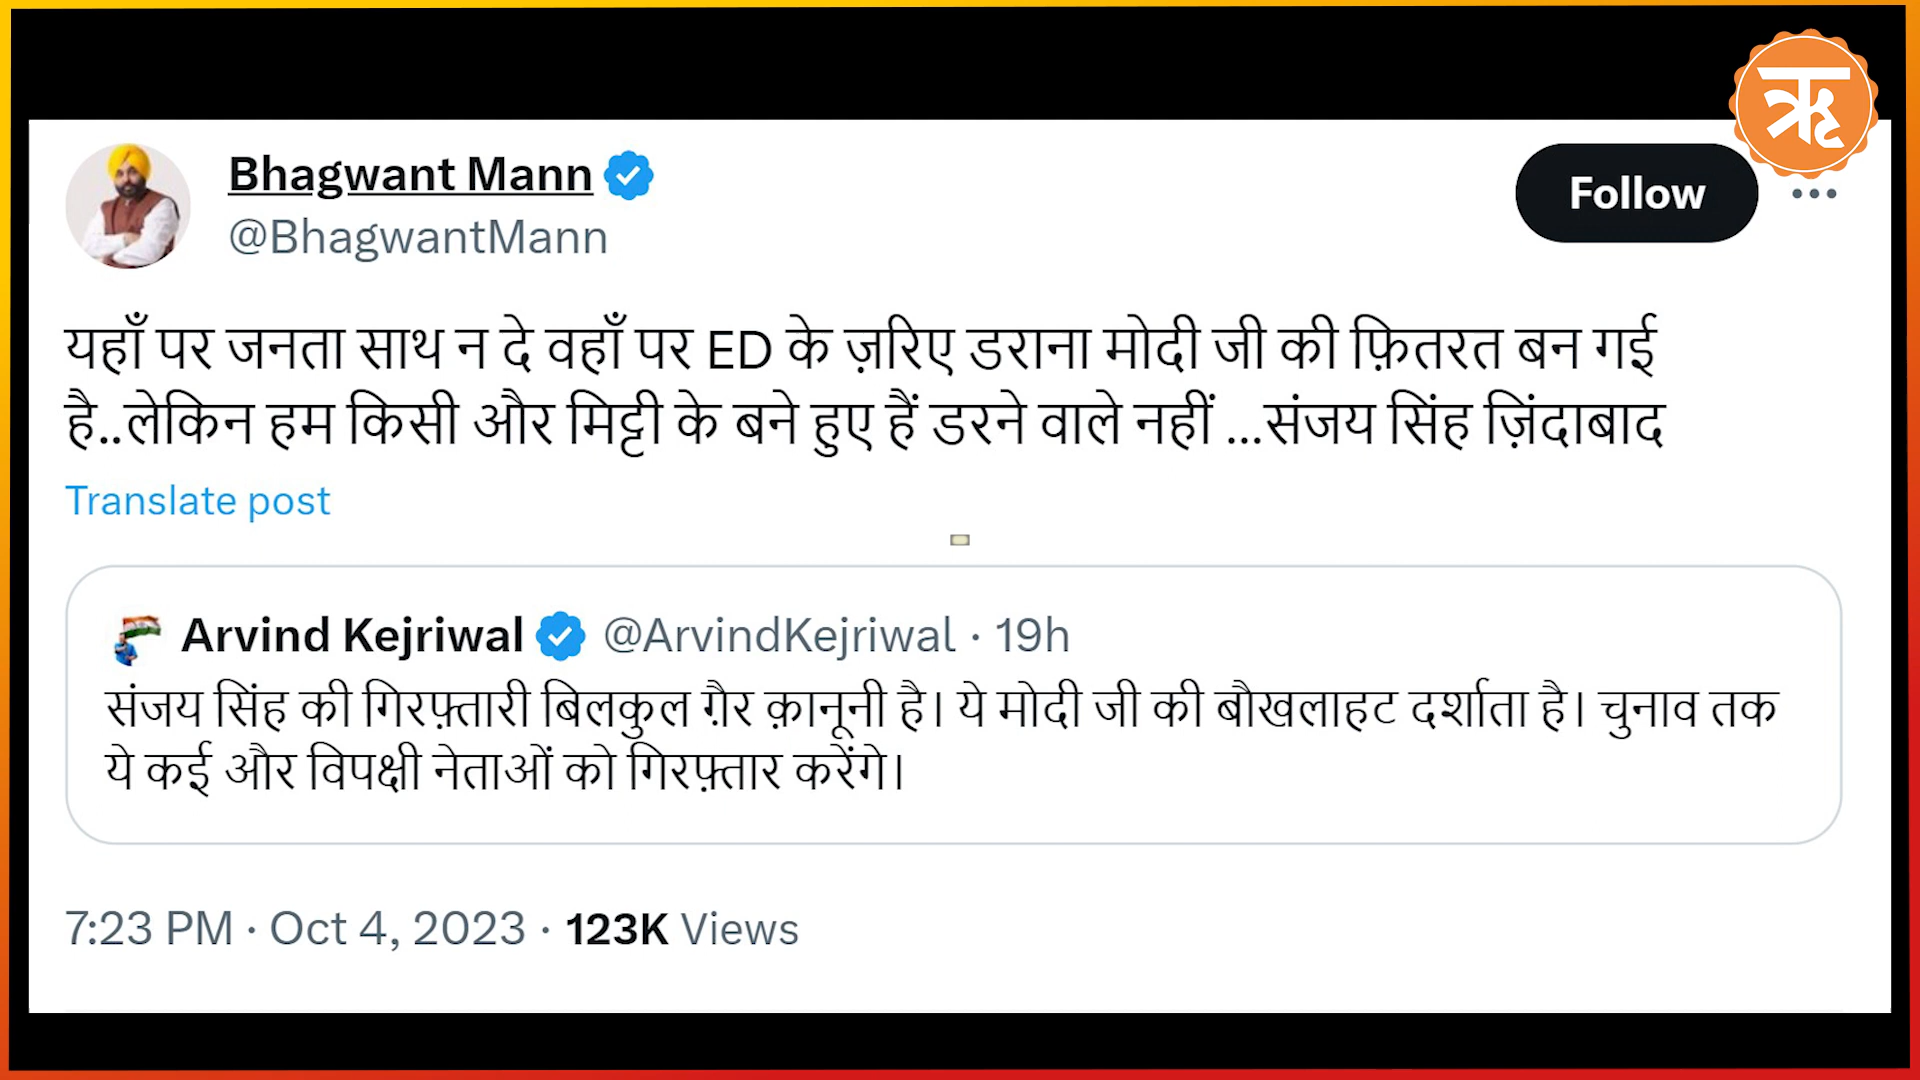 ऋ
Bhagwant Mann
@BhagwantMann
Follow
यहाँ पर जनता साथ न दे वहाँ पर ED के ज़रिए डराना मोदी जी की फ़ितरत बन गई
है..लेकिन हम किसी और मिट्टी के बने हुए हैं डरने वाले नहीं ...संजय सिंह ज़िंदाबाद
Translate post
Arvind Kejriwal @ArvindKejriwal · 19h
संजय सिंह की गिरफ़्तारी बिलकुल ग़ैर क़ानूनी है। ये मोदी जी की बौखलाहट दर्शाता है। चुनाव तक
ये कई और विपक्षी नेताओं को गिरफ़्तार करेंगे।
7:23 PM · Oct 4, 2023 · 123K Views